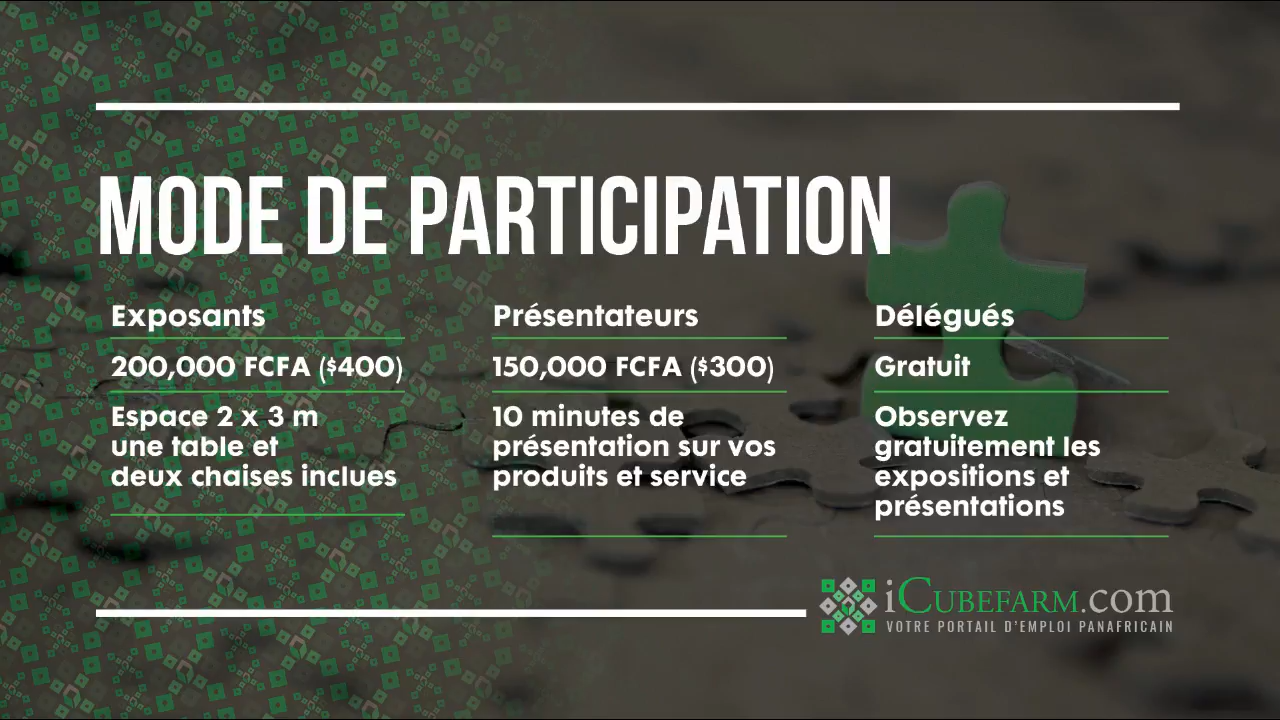 MODE DE PARTICIPATION
Exposants
200,000 FCFA ($400)
Espace 2 x 3 m
une table et
deux chaises inclues
Présentateurs
150,000 FCFA ($300)
10 minutes de
présentation sur vos
produits et service
Délégués
Gratuit
Observez
gratuitement les
expositions et
présentations
iCUBEFARM.com
VOTRE PORTAIL D'EMPLOI PANAFRICAIN